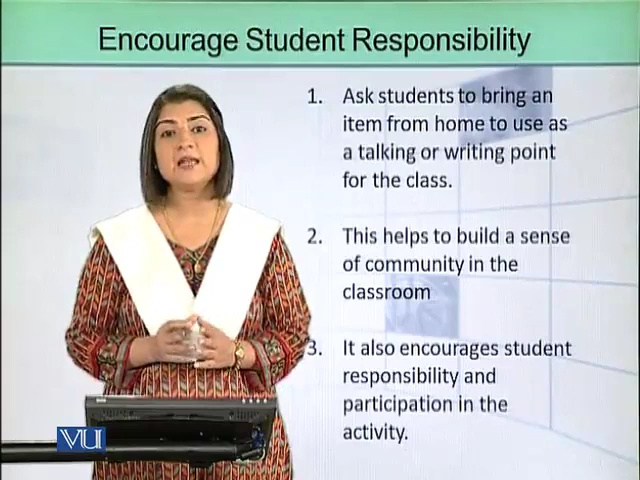 Encourage Student Responsibility
1. Ask students to bring an
item from home to use as
a talking or writing point
for the class.
2. This helps to build a sense
of community in the
classroom
3. It also encourages student
responsibility and
participation in the
activity.
VU